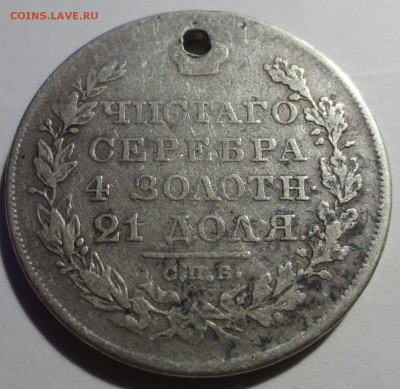 COINS.LAVE.RU
ЧИСТАГО
СЕРЕБРА
4 ЗОЛОТН.
21 ДОЛЯ.
С.П.Б.